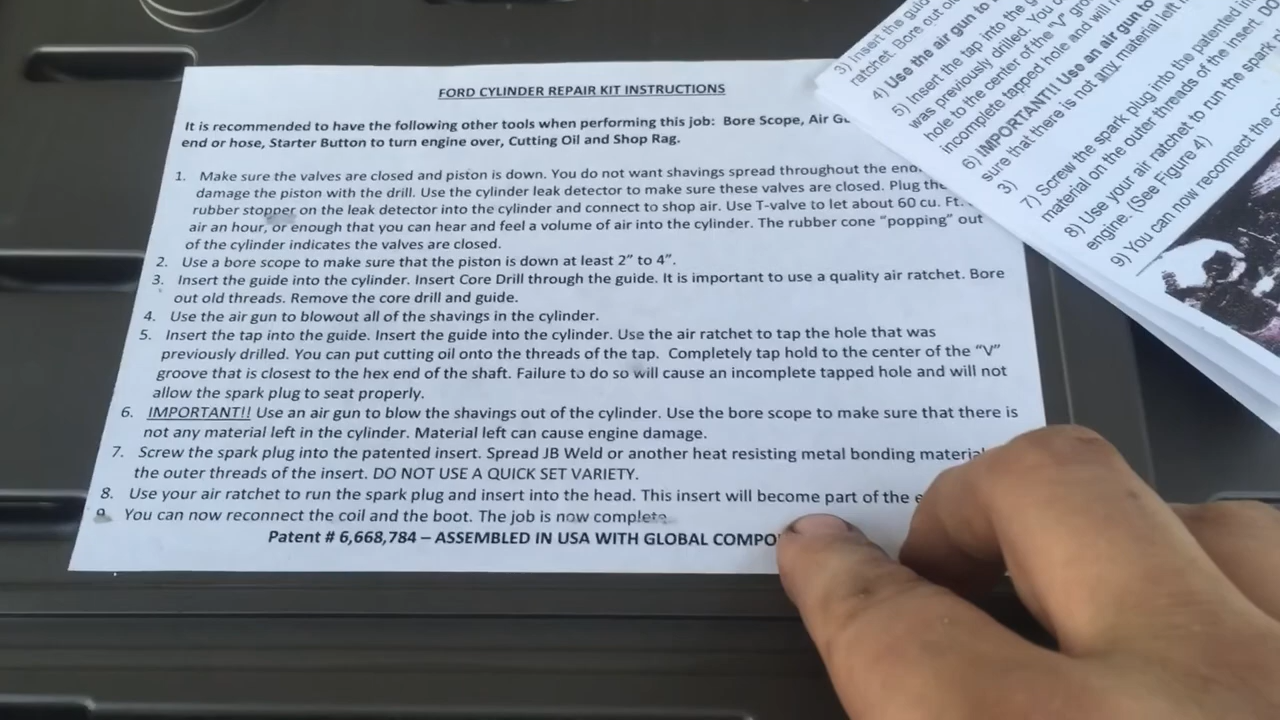 FORD CYLINDER REPAIR KIT INSTRUCTIONS
It is recommended to have the following other tools when performing this job: Bore Scope, Air
end or hose, Starter Button to turn engine over, Cutting Oil and Shop Rag.
1. Make sure the valves are closed and piston is down. You do not want shavings spread throughout the
damage the piston with the drill. Use the cylinder leak detector to make sure these valves are closed. Plug the
rubber stopper on the leak detector into the cylinder and connect to shop air. Use T-valve to let about 60 cu. Ft.
air an hour, or enough that you can hear and feel a volume of air into the cylinder. The rubber cone “popping” out
of the cylinder indicates the valves are closed.
2. Use a bore scope to make sure that the piston is down at least 2” to 4”.
3. Insert the guide into the cylinder. Insert Core Drill through the guide. It is important to use a quality air ratchet. Bore
out old threads. Remove the core drill and guide.
4. Use the air gun to blowout all of the shavings in the cylinder.
5. Insert the tap into the guide. Insert the guide into the cylinder. Use the air ratchet to tap the hole that was
previously drilled. You can put cutting oil onto the threads of the tap. Completely tap hold to the center of the “V”
groove that is closest to the hex end of the shaft. Failure to do so will cause an incomplete tapped hole and will not
allow the spark plug to seat properly.
6. IMPORTANT!! Use an air gun to blow the shavings out of the cylinder. Use the bore scope to make sure that there is
not any material left in the cylinder. Material left can cause engine damage.
7. Screw the spark plug into the patented insert. Spread JB Weld or another heat resisting metal bonding material
the outer threads of the insert. DO NOT USE A QUICK SET VARIETY.
8. Use your air ratchet to run the spark plug and insert into the head. This insert will become part of the
9. You can now reconnect the coil and the boot. The job is now complete.
Patent # 6,668,784 – ASSEMBLED IN USA WITH GLOBAL
3) Insert the
ratchet. Bore out
4) Use the air gun to
5) Insert the tap into the
was previously drilled. You
hole to the center of the "V"
incomplete tapped hole and will
6) IMPORTANT!! Use an air gun to
sure that there is not any material left
3)
7) Screw the spark plug into the patented
material on the outer threads of the insert.
8) Use your air ratchet to run the spark
engine. (See Figure 4)
9) You can now reconnect the